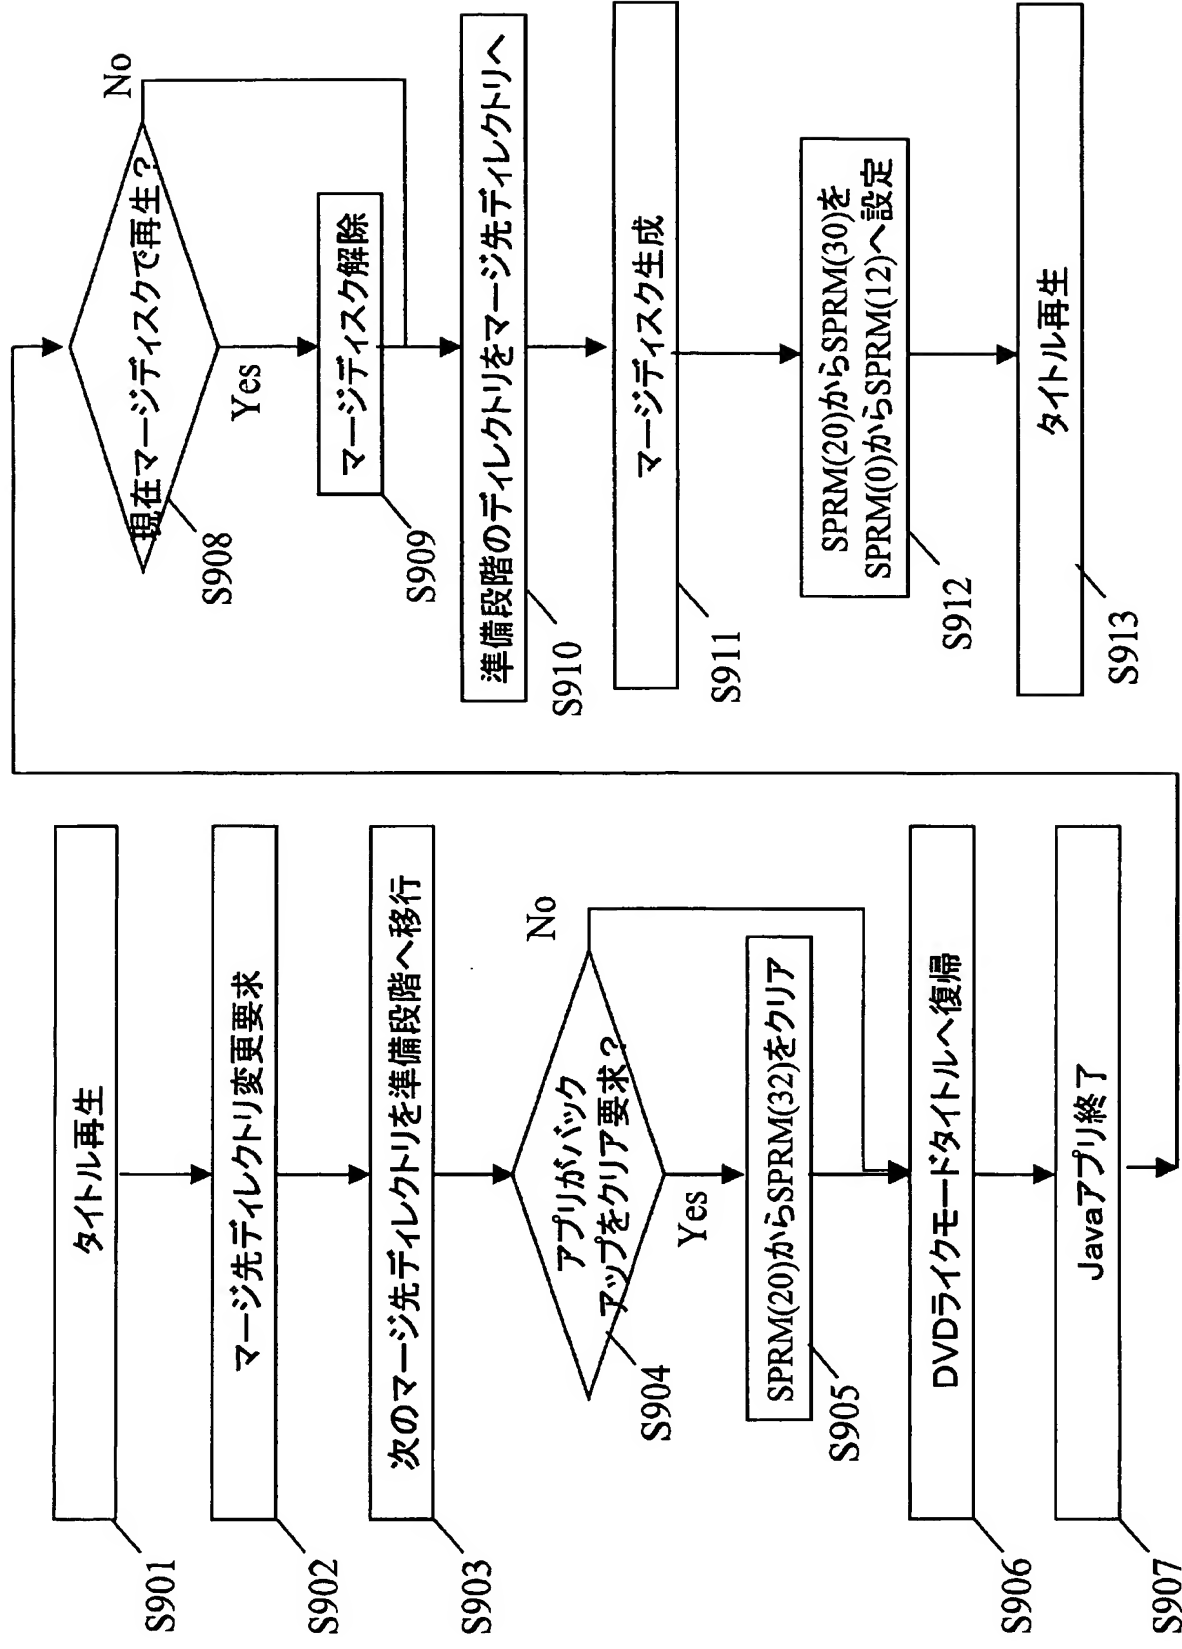 タイトル再生
S901
マージ先ディレクトリ変更要求
S902
次のマージ先ディレクトリを準備段階へ移行
S903
アプリがバック
アップをクリア要求？
No
Yes
S904
SPRM(20)からSPRM(32)をクリア
S905
DVDライクモードタイトルへ復帰
S906
Javaアプリ終了
S907
現在マージディスクで再生？
No
Yes
S908
マージディスク解除
S909
準備段階のディレクトリをマージ先ディレクトリへ
S910
マージディスク生成
S911
SPRM(20)からSPRM(30)を
SPRM(0)からSPRM(12)へ設定
S912
タイトル再生
S913